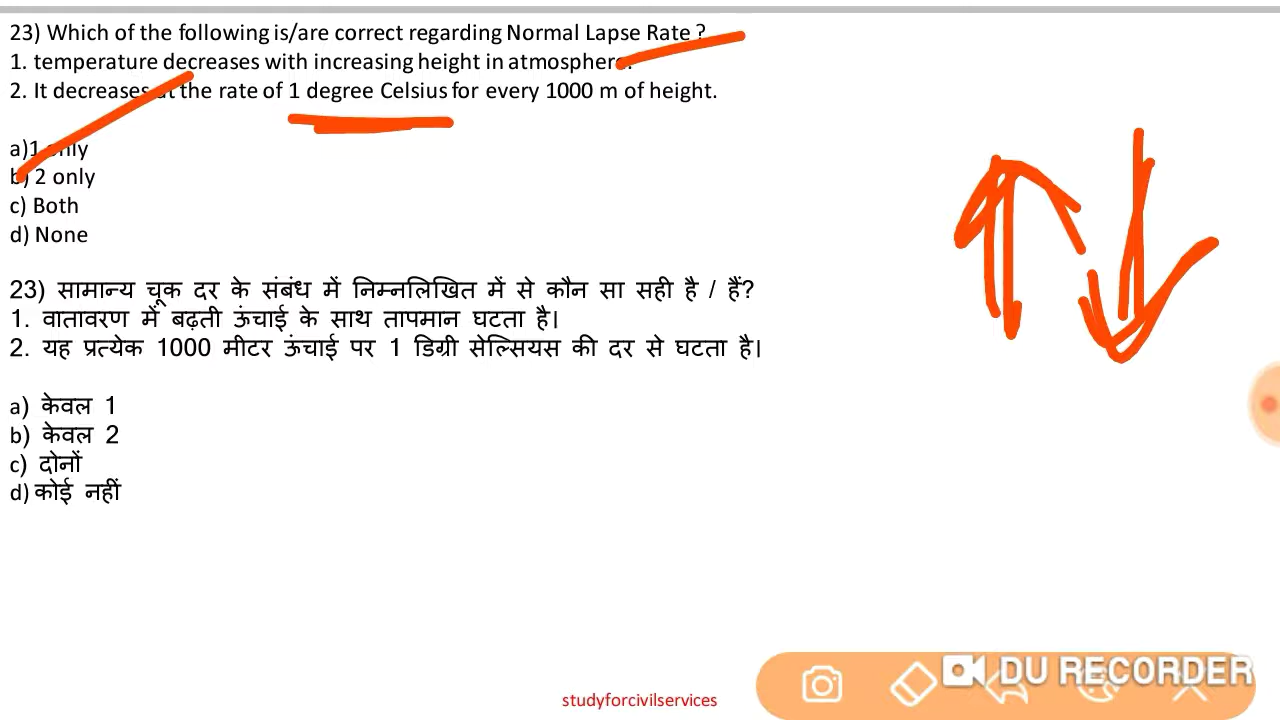 23) Which of the following is/are correct regarding Normal Lapse Rate ?
1. temperature decreases with increasing height in atmosphere.
2. It decreases at the rate of 1 degree Celsius for every 1000 m of height.
a)1 only
b) 2 only
c) Both
d) None
23) सामान्य चूक दर के संबंध में निम्नलिखित में से कौन सा सही है / हैं?
1. वातावरण में बढ़ती ऊंचाई के साथ तापमान घटता है।
2. यह प्रत्येक 1000 मीटर ऊंचाई पर 1 डिग्री सेल्सियस की दर से घटता है।
a) केवल 1
b) केवल 2
c) दोनों
d) कोई नहीं
DU RECORDER
studyforcivilservices